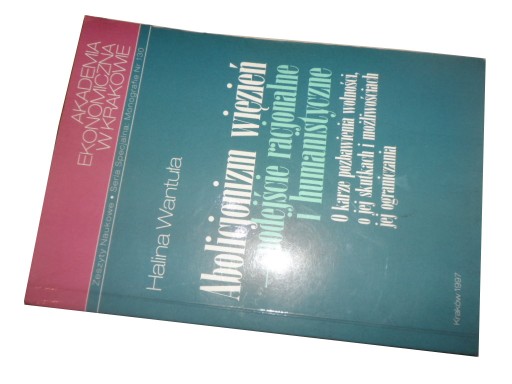 AKADEMIA
EKONOMICZNA
W KRAKOWIE
Zeszyty Naukowe • Seria Specjalna: Monografie Nr 130
Halina Wantuła
Abolicjonizm więzień
– podejście racjonalne
i humanistyczne
O karze pozbawienia wolności,
o jej skutkach i możliwościach
jej ograniczania
Kraków 1997